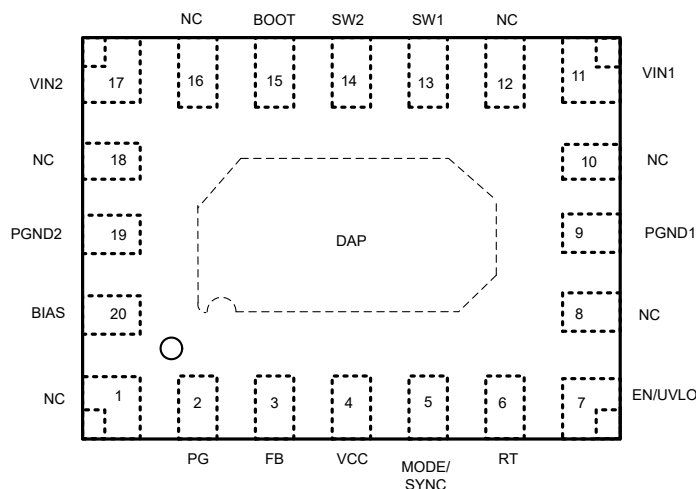 NC BOOT SW2 SW1 NC
VIN2 17 16 15 14 13 12 11 VIN1
NC 18 10 NC
PGND2 19 DAP 9 PGND1
BIAS 20 8 NC
NC 1 2 3 4 5 6 7 EN/UVLO
PG FB VCC MODE/ RT
SYNC